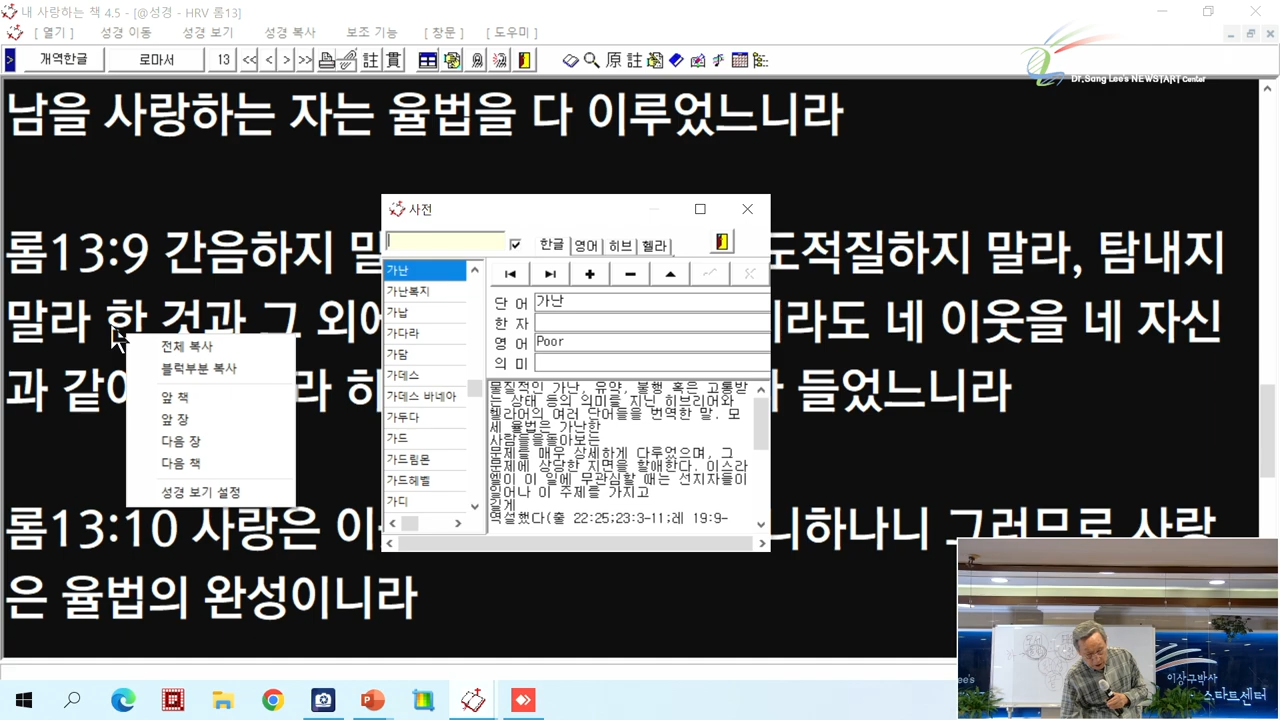 내 사랑하는 책 4.5 - [@성경 - HRV 롬13]
[ 열기 ] 성경 이동 성경 보기 성경 복사 보조 기능 [ 창문 ] [ 도우미 ]
개역한글 로마서 13 << < > >> 註 貫 原 註
Dr.Sang Lee's NEWSTART Center
남을 사랑하는 자는 율법을 다 이루었느니라
롬13:9 간음하지 말 도적질하지 말라, 탐내지
말라 한 것과 그 외에 라도 네 이웃을 네 자신
과 같이 라 하 들었느니라
롬13:10 사랑은 이 니하나니 그러므로 사랑
은 율법의 완성이니라
전체 복사
블럭부분 복사
앞 책
앞 장
다음 장
다음 책
성경 보기 설정
사전
한글 영어 히브 헬라
가난
가난복지
가납
가다라
가담
가데스
가데스 바네아
가두다
가드
가드림몬
가드헤벨
가디
단 어 가난
한 자
영 어 Poor
의 미
물질적인 가난, 유약, 불행 혹은 고통받
는 상태 등의 의미를 지닌 히브리어와
헬라어의 여러 단어들을 번역한 말. 모
세 율법은 가난한
사람들을돌아보는
문제를 매우 상세하게 다루었으며, 그
문제에 상당한 지면을 할애한다. 이스라
엘이 이 일에 무관심할 때는 선지자들이
일어나 이 주제를 가지고
길게
역설했다(출 22:25;23:3-11;레 19:9-
이상구박사
스타트센터